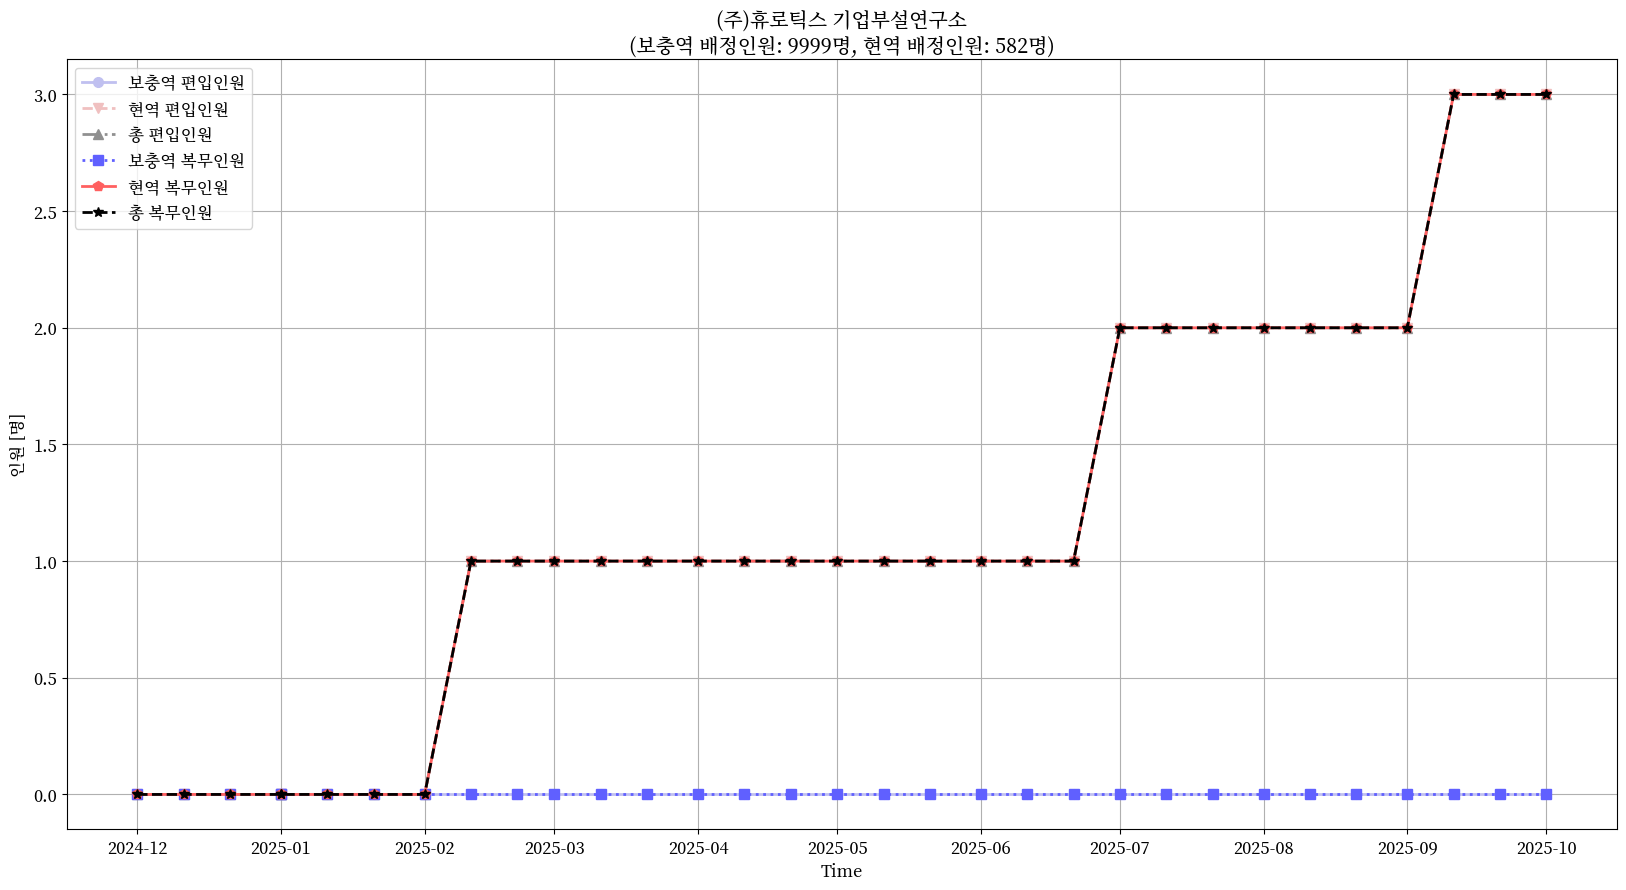 (주)휴로틱스 기업부설연구소
(보충역 배정인원: 9999명, 현역 배정인원: 582명)
보충역 편입인원
현역 편입인원
총 편입인원
보충역 복무인원
현역 복무인원
총 복무인원
인원 [명]
3.0
2.5
2.0
1.5
1.0
0.5
0.0
2024-12 2025-01 2025-02 2025-03 2025-04 2025-05 2025-06 2025-07 2025-08 2025-09 2025-10
Time